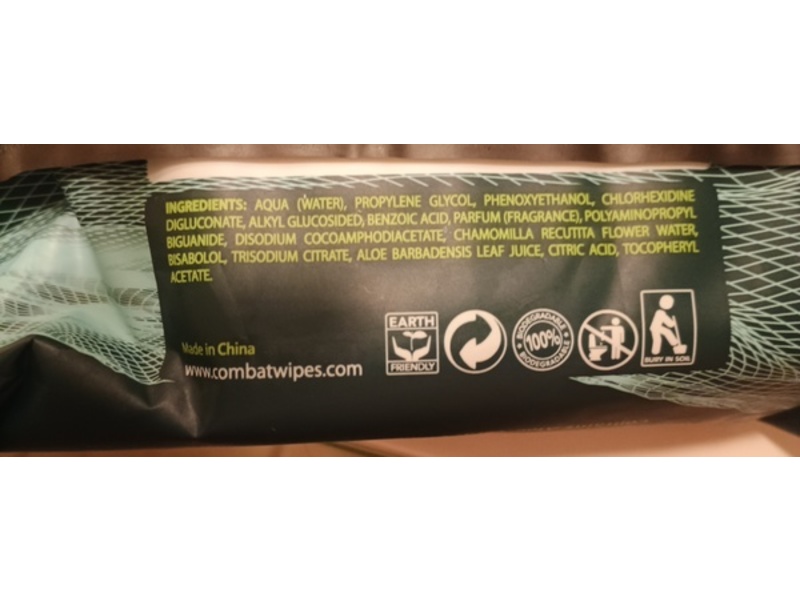 INGREDIENTS: AQUA (WATER), PROPYLENE GLYCOL, PHENOXYETHANOL, CHLORHEXIDINE
DIGLUCONATE, ALKYL GLUCOSIDED, BENZOIC ACID, PARFUM (FRAGRANCE), POLYAMINOPROPYL
BIGUANIDE, DISODIUM COCOAMPHODIACETATE, CHAMOMILLA RECUTITA FLOWER WATER,
BISABOLOL, TRISODIUM CITRATE, ALOE BARBADENSIS LEAF JUICE, CITRIC ACID, TOCOPHERYL
ACETATE.
EARTH
FRIENDLY
BIODEGRADABLE
100%
BIODEGRADABLE
BURY IN SOIL
Made in China
www.combatwipes.com